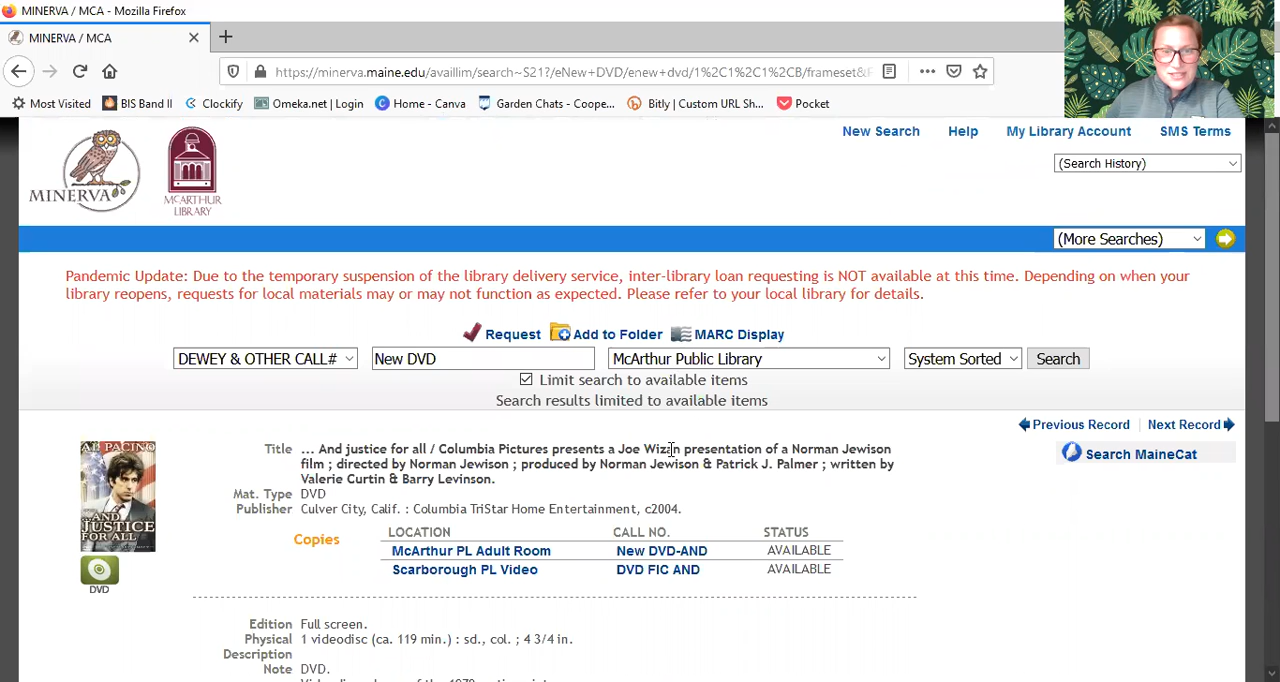 MINERVA / MCA - Mozilla Firefox
MINERVA / MCA
https://minerva.maine.edu/availlim/search~S21?/eNew+DVD/enew+dvd/1%2C1%2C1%2CB/frameset&F
Most Visited BIS Band II Clockify Omeka.net | Login Home - Canva Garden Chats - Coope... Bitly | Custom URL Sh... Pocket
New Search Help My Library Account SMS Terms
(Search History)
MINERVA
MCARTHUR
LIBRARY
(More Searches)
Pandemic Update: Due to the temporary suspension of the library delivery service, inter-library loan requesting is NOT available at this time. Depending on when your
library reopens, requests for local materials may or may not function as expected. Please refer to your local library for details.
Request Add to Folder MARC Display
DEWEY & OTHER CALL# New DVD McArthur Public Library System Sorted Search
Limit search to available items
Search results limited to available items
Previous Record Next Record
Search MaineCat
Title ... And justice for all / Columbia Pictures presents a Joe Wizan presentation of a Norman Jewison
film ; directed by Norman Jewison ; produced by Norman Jewison & Patrick J. Palmer ; written by
Valerie Curtin & Barry Levinson.
Mat. Type DVD
Publisher Culver City, Calif. : Columbia TriStar Home Entertainment, c2004.
AL PACINO
...AND
JUSTICE
FOR ALL
DVD
Copies
LOCATION CALL NO. STATUS
McArthur PL Adult Room New DVD-AND AVAILABLE
Scarborough PL Video DVD FIC AND AVAILABLE
Edition Full screen.
Physical 1 videodisc (ca. 119 min.) : sd., col. ; 4 3/4 in.
Description
Note DVD.